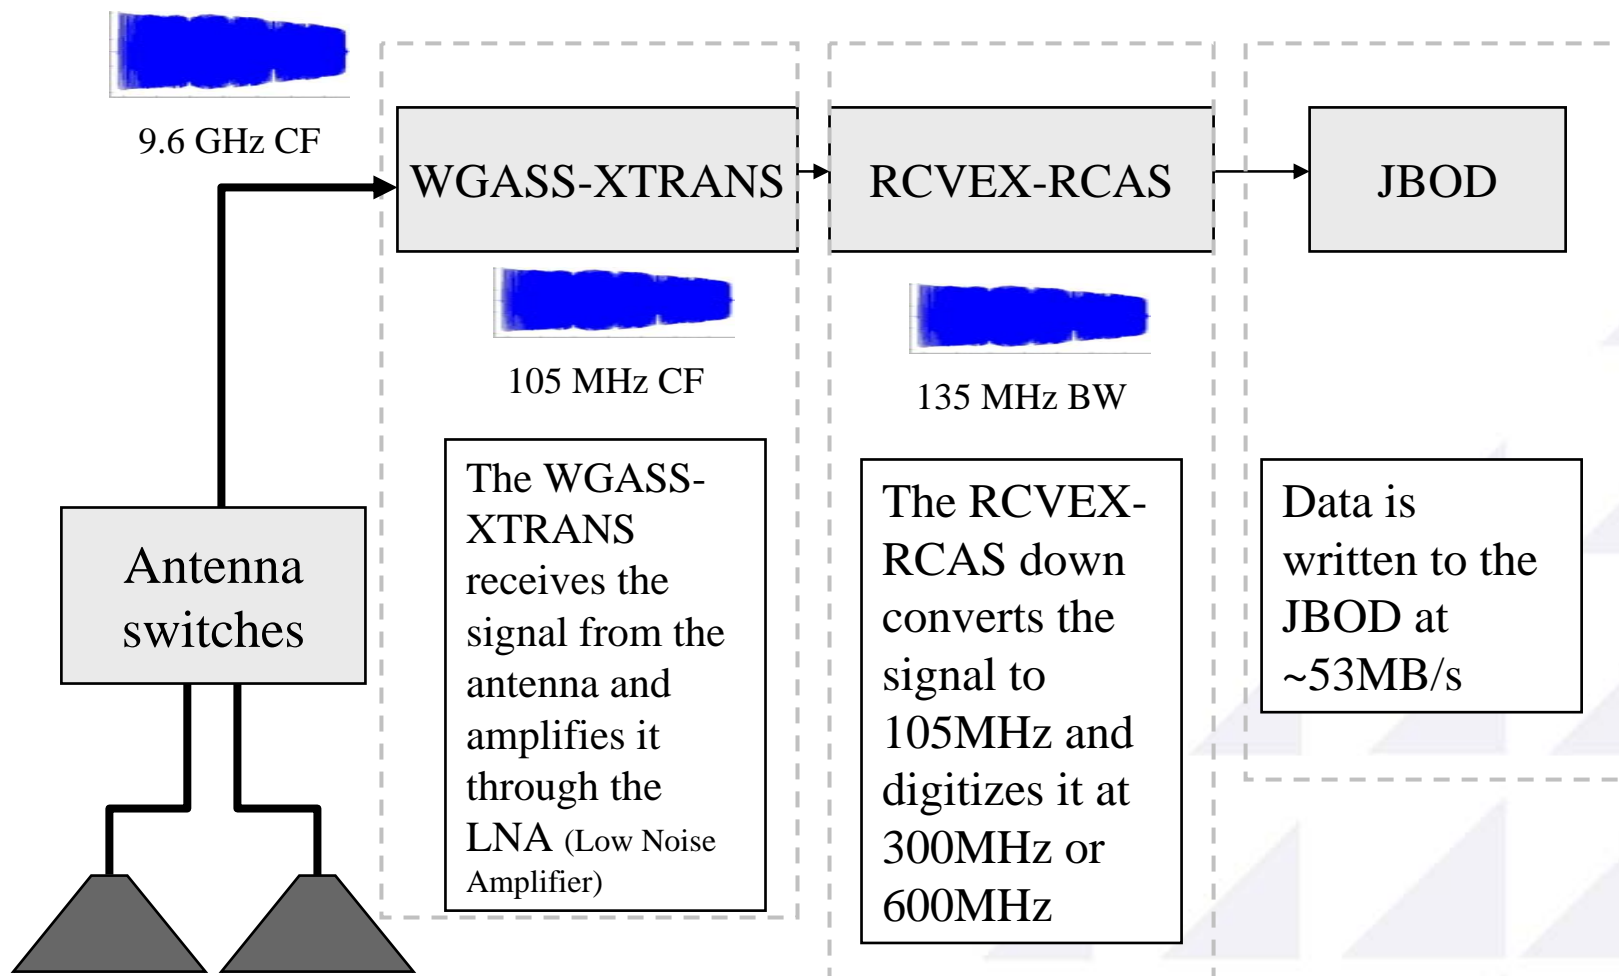 9.6 GHz CF
WGASS-XTRANS
RCVEX-RCAS
JBOD
105 MHz CF
135 MHz BW
Antenna
switches
The WGASS-
XTRANS
receives the
signal from the
antenna and
amplifies it
through the
LNA (Low Noise
Amplifier)
The RCVEX-
RCAS down
converts the
signal to
105MHz and
digitizes it at
300MHz or
600MHz
Data is
written to the
JBOD at
~53MB/s